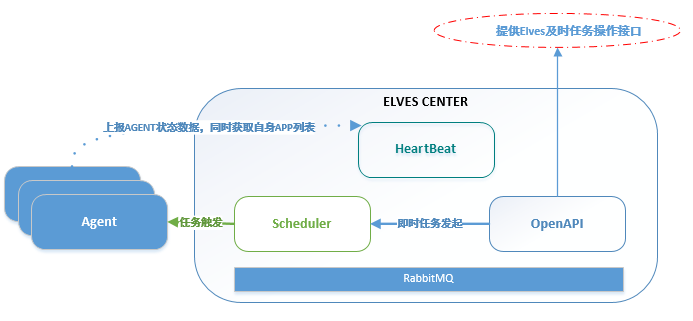 提供Elves及时任务操作接口
ELVES CENTER
上报AGENT状态数据，同时获取自身APP列表
HeartBeat
Agent
任务触发
Scheduler
即时任务发起
OpenAPI
RabbitMQ